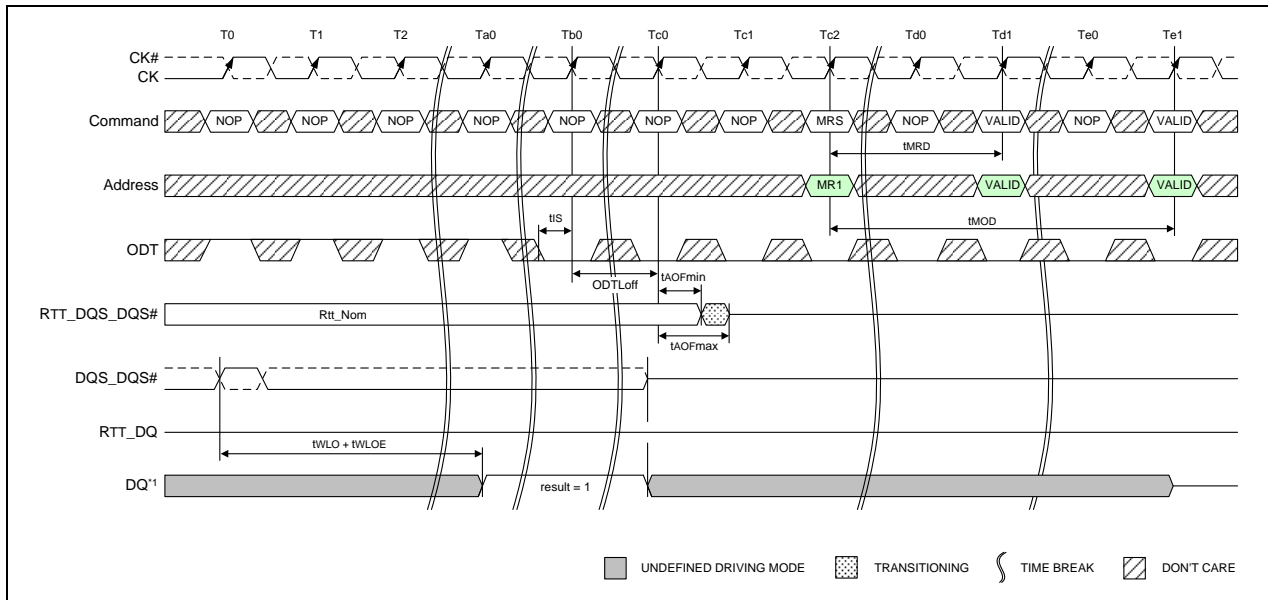 T0 T1 T2 Ta0 Tb0 Tc0 Tc1 Tc2 Td0 Td1 Te0 Te1
CK#
CK
Command NOP NOP NOP NOP NOP NOP NOP MRS NOP VALID NOP VALID
tMRD
Address MR1 VALID VALID
tIS tMOD
ODT
ODTLoff tAOFmin
RTT_DQS_DQS# Rtt_Nom
tAOFmax
DQS_DQS#
RTT_DQ
tWLO + tWLOE
DQ*1 result = 1
UNDEFINED DRIVING MODE TRANSITIONING TIME BREAK DON'T CARE